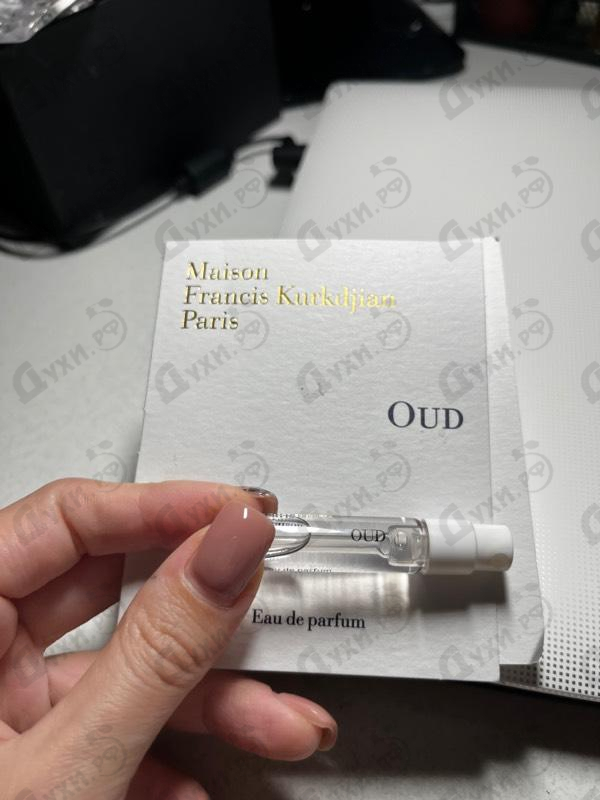 Maison
Francis Kurkdjian
Paris
OUD
OUD
Eau de parfum
духи.рф